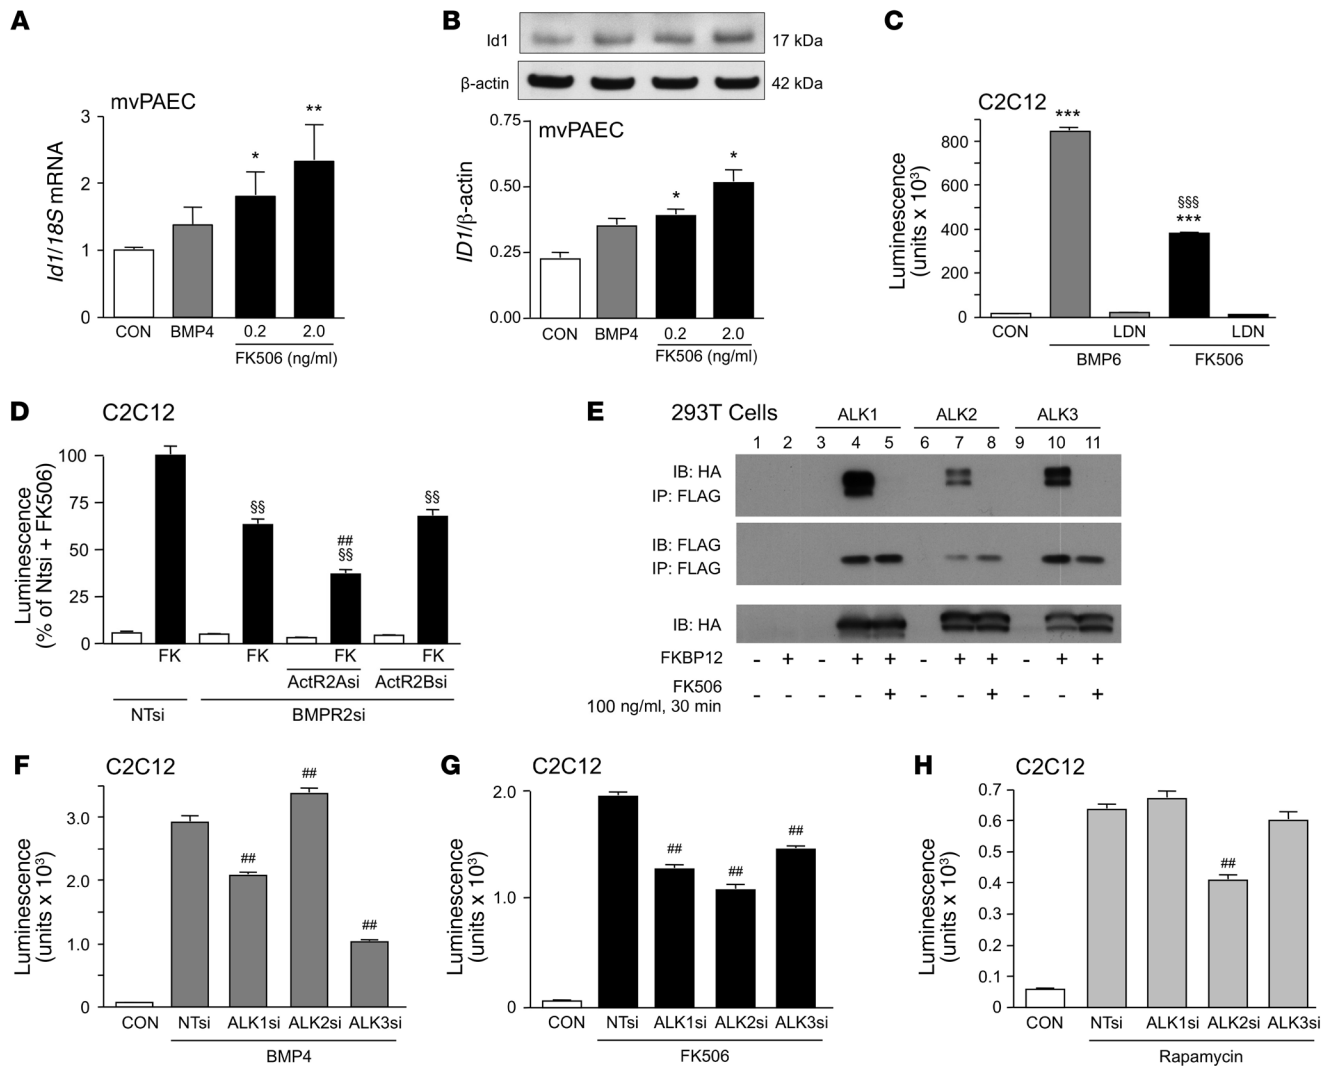 A
mvPAEC
Id1/18S mRNA
3
2
1
0
*
**
CON
BMP4
0.2
2.0
FK506 (ng/ml)
B
Id1
17 kDa
β-actin
42 kDa
mvPAEC
ID1/β-actin
0.75
0.50
0.25
0.00
*
*
CON
BMP4
0.2
2.0
FK506 (ng/ml)
C
C2C12
Luminescence
(units x 10³)
800
600
400
200
0
***
§§§
***
CON
LDN
LDN
BMP6
FK506
D
C2C12
Luminescence
(% of Ntsi + FK506)
100
75
50
25
0
§§
##
§§
§§
FK
FK
FK
FK
ActR2Asi
ActR2Bsi
NTsi
BMPR2si
E
293T Cells
ALK1
ALK2
ALK3
1 2 3 4 5 6 7 8 9 10 11
IB: HA
IP: FLAG
IB: FLAG
IP: FLAG
IB: HA
FKBP12 - + - + + - + + - + +
FK506 - - - - + - - + - - +
100 ng/ml, 30 min
F
C2C12
Luminescence
(units x 10³)
3.0
2.0
1.0
0
##
##
##
CON
NTsi
ALK1si
ALK2si
ALK3si
BMP4
G
C2C12
Luminescence
(units x 10³)
2.0
1.0
0
##
##
##
CON
NTsi
ALK1si
ALK2si
ALK3si
FK506
H
C2C12
Luminescence
(units x 10³)
0.7
0.6
0.5
0.4
0.3
0.2
0.1
0
##
CON
NTsi
ALK1si
ALK2si
ALK3si
Rapamycin